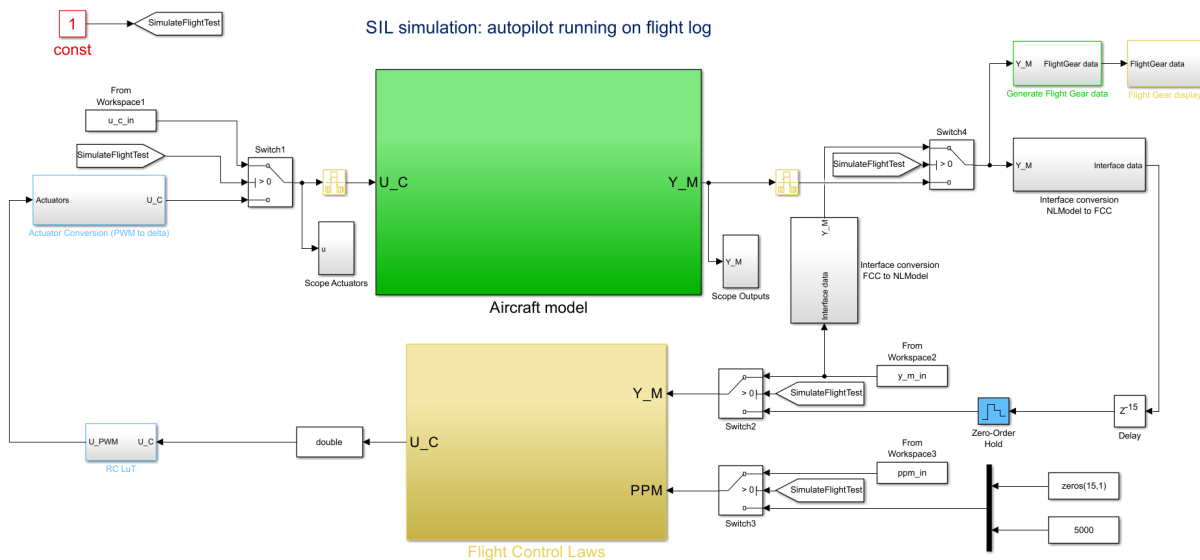 SIL simulation: autopilot running on flight log
1
const
SimulateFlightTest
From
Workspace1
u_c_in
SimulateFlightTest
Switch1
> 0
Actuators
U_C
Actuator Conversion (PWM to delta)
u
Scope Actuators
U_C
Y_M
Aircraft model
Y_M
Scope Outputs
SimulateFlightTest
Switch4
> 0
Y_M
Interface data
Interface conversion
FCC to NLModel
Y_M
FlightGear data
Generate Flight Gear data
FlightGear data
Flight Gear display
Y_M
Interface data
Interface conversion
NLModel to FCC
From
Workspace2
y_m_in
> 0
SimulateFlightTest
Switch2
Zero-Order
Hold
Z-15
Delay
Y_M
U_C
PPM
Flight Control Laws
double
U_PWM
U_C
RC LuT
From
Workspace3
ppm_in
> 0
SimulateFlightTest
Switch3
zeros(15,1)
5000